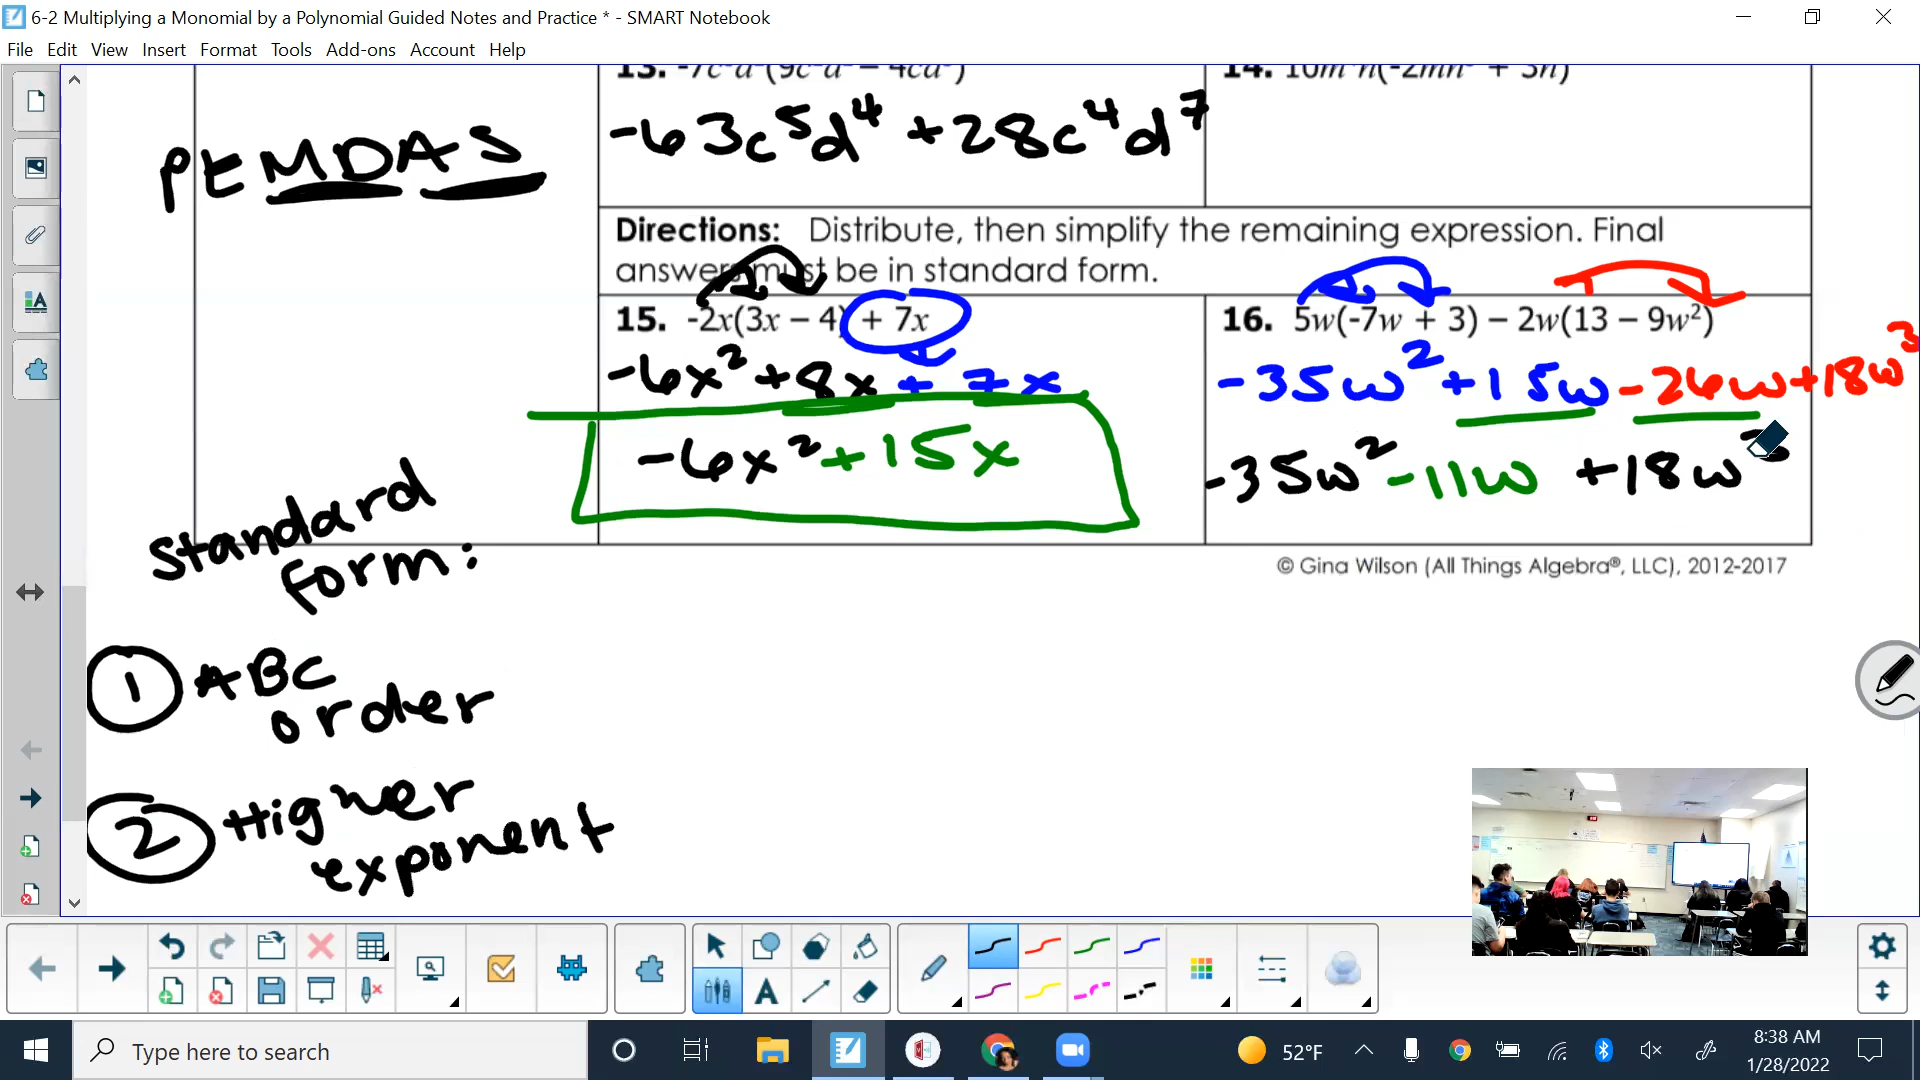 6-2 Multiplying a Monomial by a Polynomial Guided Notes and Practice * - SMART Notebook
File Edit View Insert Format Tools Add-ons Account Help
13. 14.
-63c⁵d⁴ +28c⁴d⁷
PEMDAS
Directions: Distribute, then simplify the remaining expression. Final
answers must be in standard form.
15. -2x(3x – 4) + 7x
-6x² +8x + 7x
-6x² +15x
16. 5w(-7w + 3) – 2w(13 – 9w²)
-35w² +15w -26w +18w³
-35w² -11w +18w
© Gina Wilson (All Things Algebra®, LLC), 2012-2017
Standard
form:
1 ABC
order
2 Higher
exponent
Type here to search
52°F
8:38 AM
1/28/2022